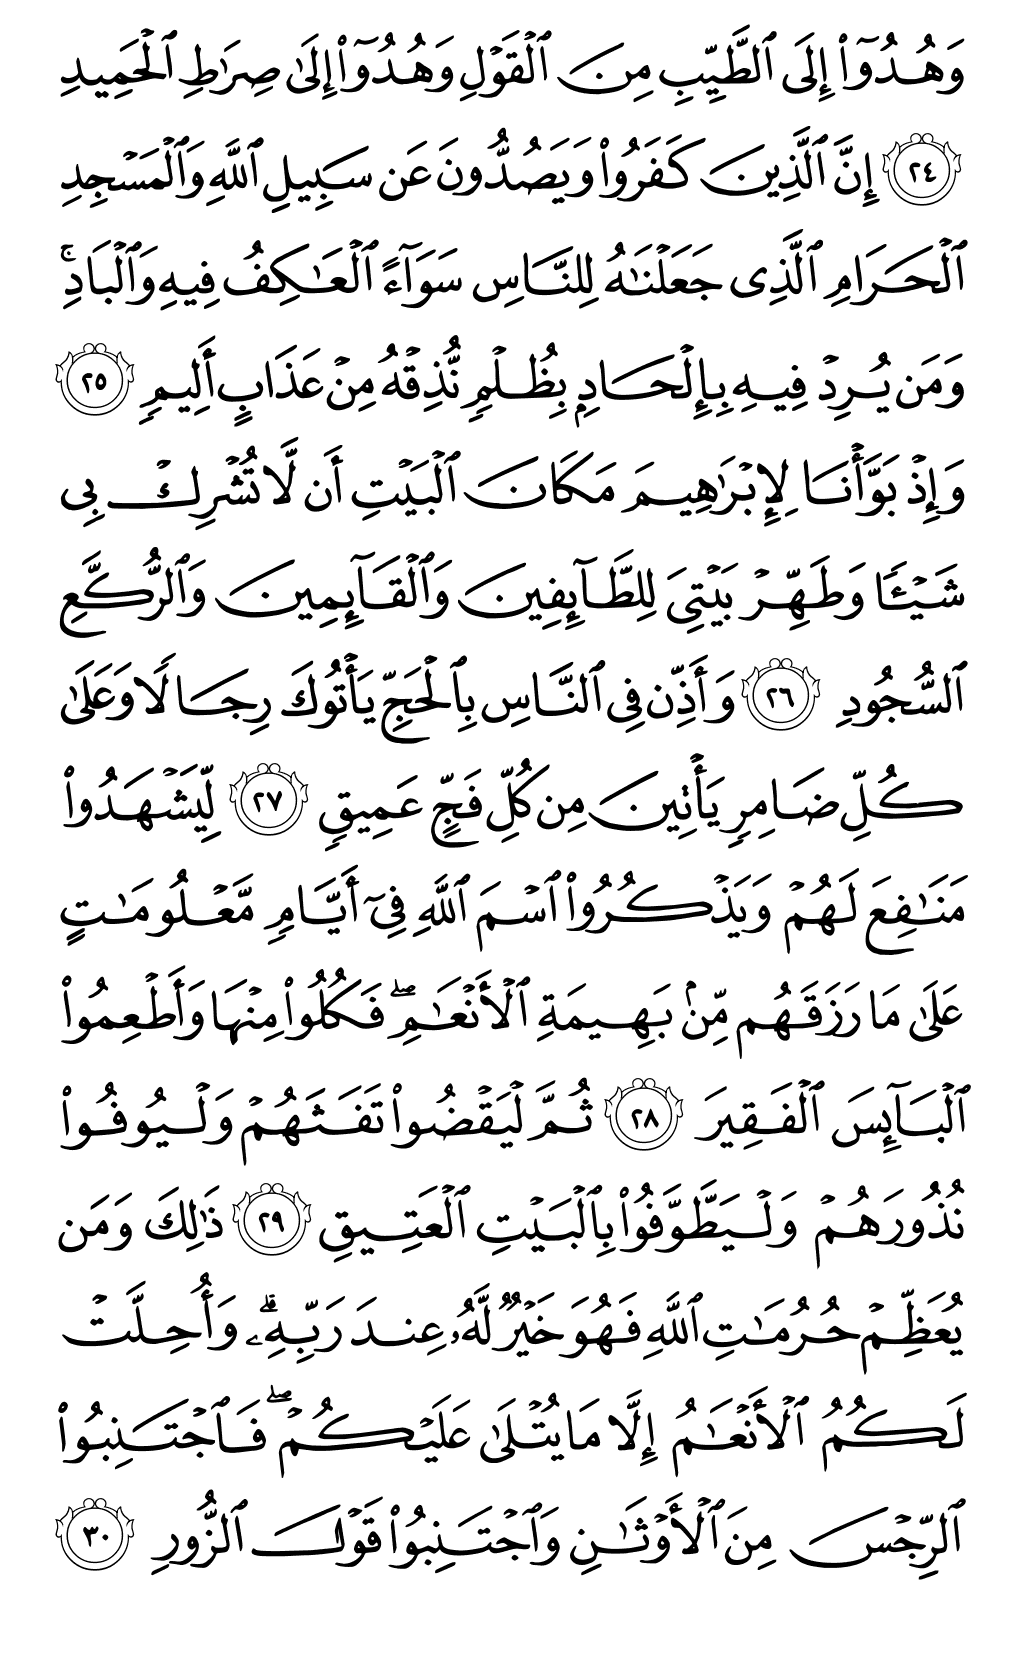 وَهُدُوٓا۟ إِلَى ٱلطَّيِّبِ مِنَ ٱلْقَوْلِ وَهُدُوٓا۟ إِلَىٰ صِرَٰطِ ٱلْحَمِيدِ
٢٤ إِنَّ ٱلَّذِينَ كَفَرُوا۟ وَيَصُدُّونَ عَن سَبِيلِ ٱللَّهِ وَٱلْمَسْجِدِ
ٱلْحَرَامِ ٱلَّذِى جَعَلْنَٰهُ لِلنَّاسِ سَوَآءً ٱلْعَٰكِفُ فِيهِ وَٱلْبَادِ ۚ
وَمَن يُرِدْ فِيهِ بِإِلْحَادٍۭ بِظُلْمٍ نُّذِقْهُ مِنْ عَذَابٍ أَلِيمٍ ٢٥
وَإِذْ بَوَّأْنَا لِإِبْرَٰهِيمَ مَكَانَ ٱلْبَيْتِ أَن لَّا تُشْرِكْ بِى
شَيْـًٔا وَطَهِّرْ بَيْتِىَ لِلطَّآئِفِينَ وَٱلْقَآئِمِينَ وَٱلرُّكَّعِ
ٱلسُّجُودِ ٢٦ وَأَذِّن فِى ٱلنَّاسِ بِٱلْحَجِّ يَأْتُوكَ رِجَالًا وَعَلَىٰ
كُلِّ ضَامِرٍ يَأْتِينَ مِن كُلِّ فَجٍّ عَمِيقٍ ٢٧ لِّيَشْهَدُوا۟
مَنَٰفِعَ لَهُمْ وَيَذْكُرُوا۟ ٱسْمَ ٱللَّهِ فِىٓ أَيَّامٍ مَّعْلُومَٰتٍ
عَلَىٰ مَا رَزَقَهُم مِّنۢ بَهِيمَةِ ٱلْأَنْعَٰمِ ۖ فَكُلُوا۟ مِنْهَا وَأَطْعِمُوا۟
ٱلْبَآئِسَ ٱلْفَقِيرَ ٢٨ ثُمَّ لْيَقْضُوا۟ تَفَثَهُمْ وَلْيُوفُوا۟
نُذُورَهُمْ وَلْيَطَّوَّفُوا۟ بِٱلْبَيْتِ ٱلْعَتِيقِ ٢٩ ذَٰلِكَ وَمَن
يُعَظِّمْ حُرُمَٰتِ ٱللَّهِ فَهُوَ خَيْرٌ لَّهُۥ عِندَ رَبِّهِۦ ۗ وَأُحِلَّتْ
لَكُمُ ٱلْأَنْعَٰمُ إِلَّا مَا يُتْلَىٰ عَلَيْكُمْ ۖ فَٱجْتَنِبُوا۟
ٱلرِّجْسَ مِنَ ٱلْأَوْثَٰنِ وَٱجْتَنِبُوا۟ قَوْلَ ٱلزُّورِ ٣٠